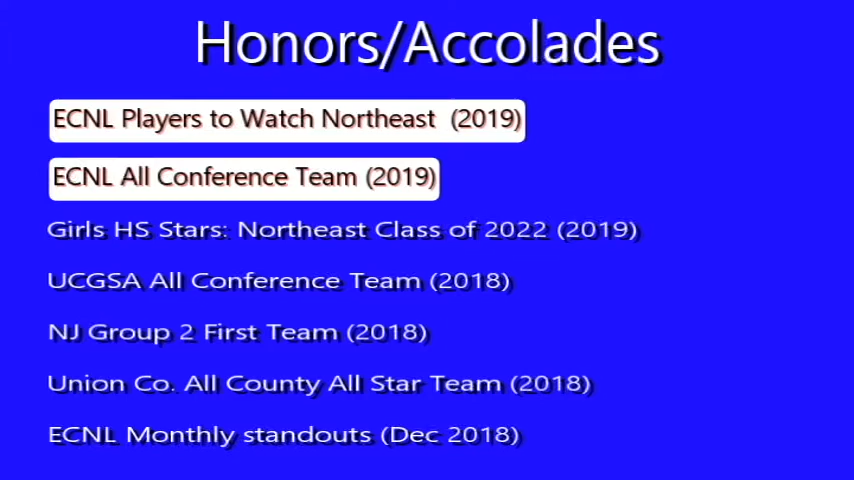 Honors/Accolades
ECNL Players to Watch Northeast (2019)
ECNL All Conference Team (2019)
Girls HS Stars: Northeast Class of 2022 (2019)
UCGSA All Conference Team (2018)
NJ Group 2 First Team (2018)
Union Co. All County All Star Team (2018)
ECNL Monthly standouts (Dec 2018)